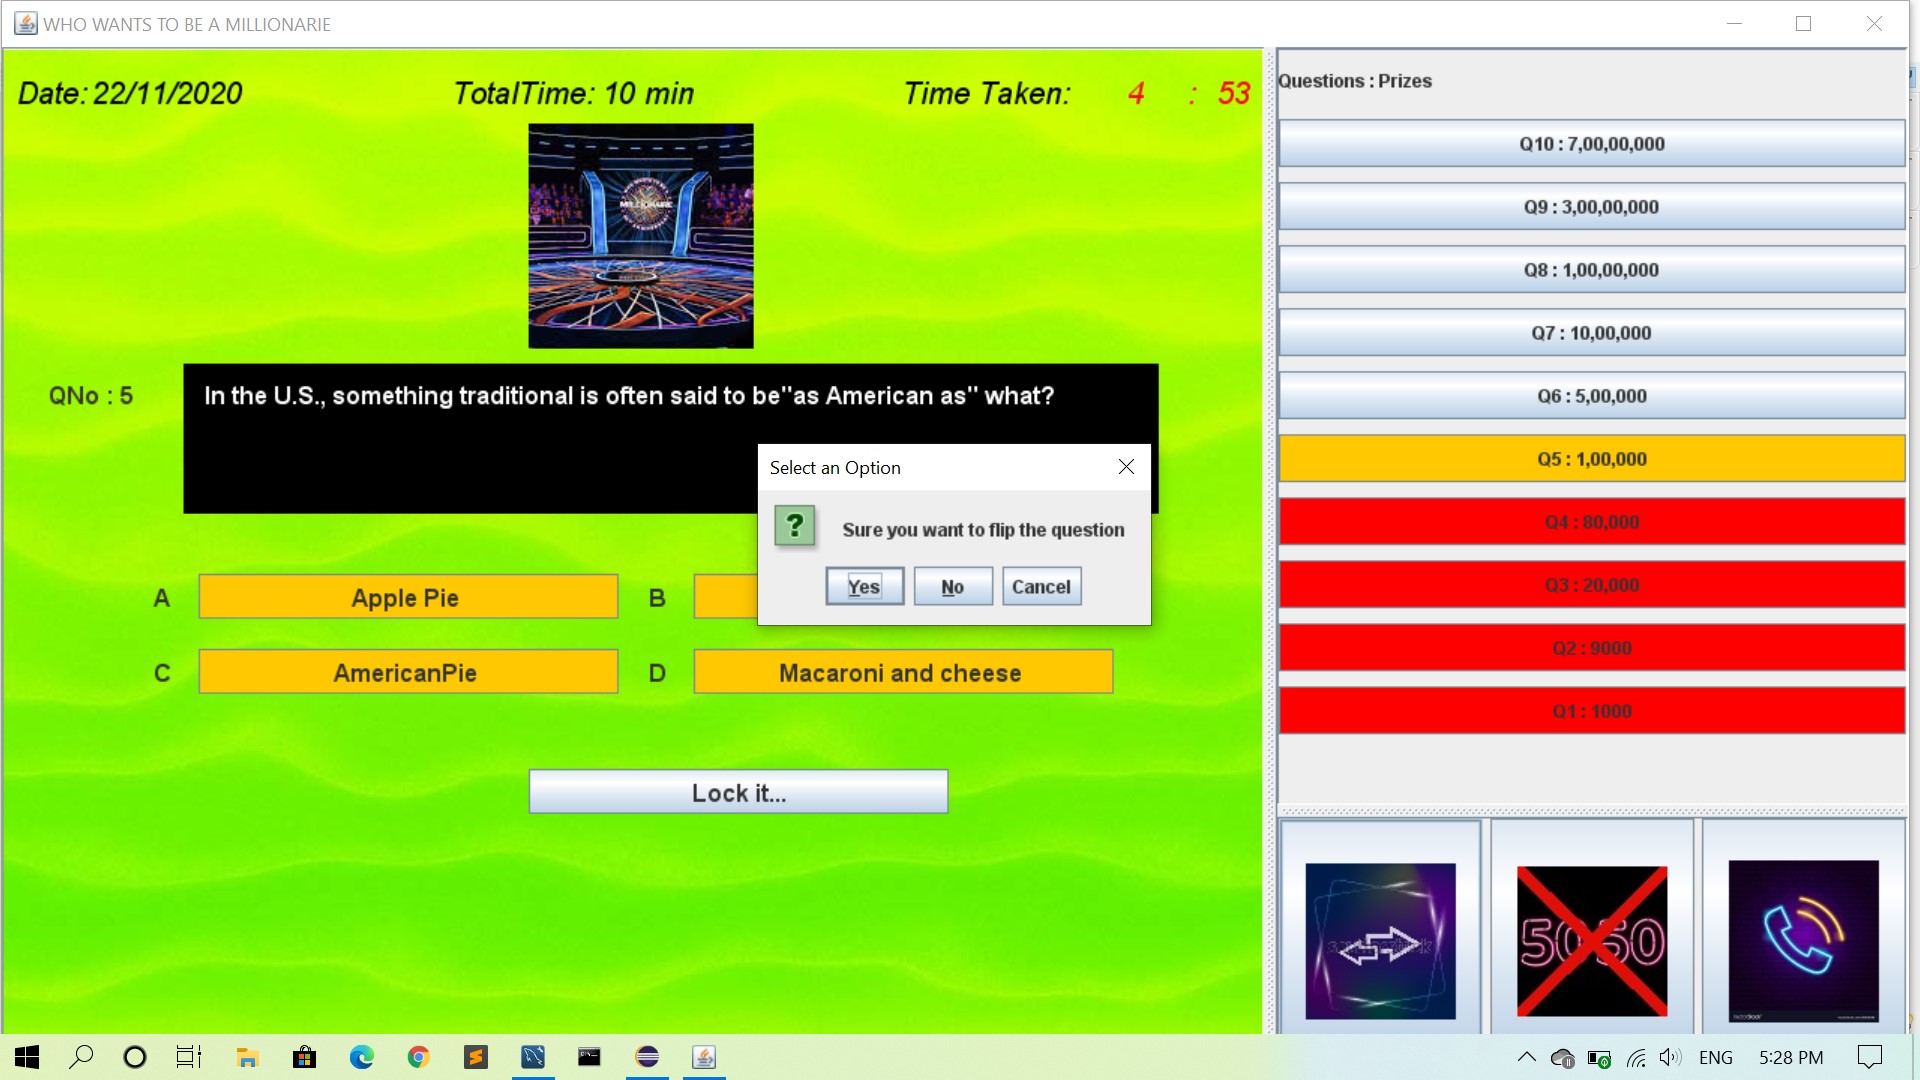 WHO WANTS TO BE A MILLIONARIE
Date: 22/11/2020
TotalTime: 10 min
Time Taken: 4 : 53
MILLIONAIRE
QNo : 5
In the U.S., something traditional is often said to be"as American as" what?
Select an Option
?
Sure you want to flip the question
Yes
No
Cancel
A
Apple Pie
B
C
AmericanPie
D
Macaroni and cheese
Lock it...
Questions : Prizes
Q10 : 7,00,00,000
Q9 : 3,00,00,000
Q8 : 1,00,00,000
Q7 : 10,00,000
Q6 : 5,00,000
Q5 : 1,00,000
Q4 : 80,000
Q3 : 20,000
Q2 : 9000
Q1 : 1000
50 50
VectorStock
ENG
5:28 PM